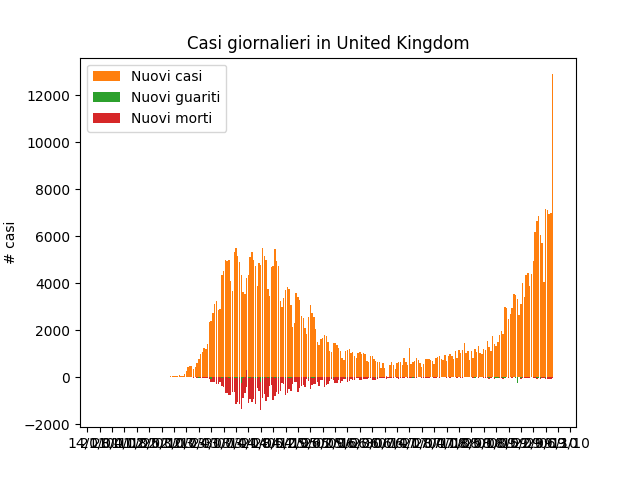 Casi giornalieri in United Kingdom
Nuovi casi
Nuovi guariti
Nuovi morti
# casi
12000
10000
8000
6000
4000
2000
0
−2000